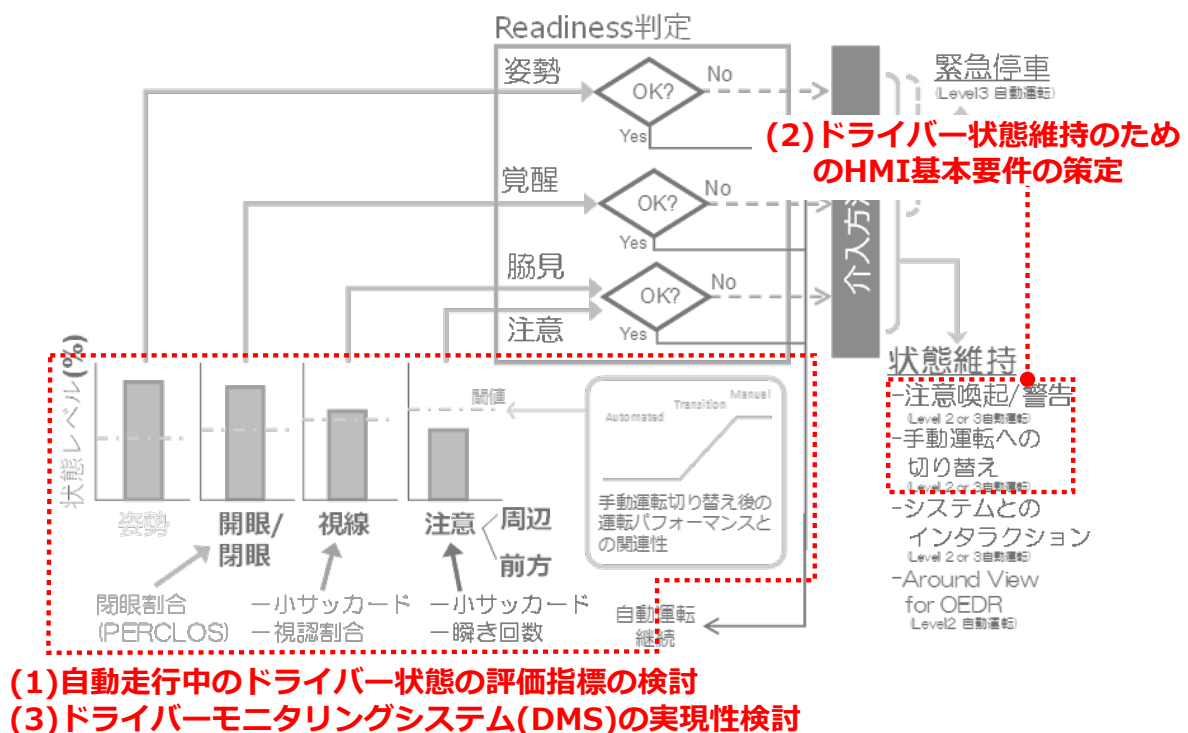 Readiness判定
姿勢
OK?
No
Yes
緊急停車
(Level3 自動運転)
(2)ドライバー状態維持のため
のHMI基本要件の策定
覚醒
OK?
No
Yes
介入方
脇見
OK?
No
Yes
注意
状態レベル(%)
閾値
Automated
Transition
Manual
手動運転切り替え後の
運転パフォーマンスと
の関連性
状態維持
-注意喚起/警告
(Level 2 or 3自動運転)
-手動運転への
切り替え
(Level 2 or 3自動運転)
-システムとの
インタラクション
(Level 2 or 3自動運転)
-Around View
for OEDR
(Level2 自動運転)
姿勢
開眼/
閉眼
視線
注意
周辺
前方
閉眼割合
(PERCLOS)
ー小サッカード
ー視認割合
ー小サッカード
ー瞬き回数
自動運転
継続
(1)自動走行中のドライバー状態の評価指標の検討
(3)ドライバーモニタリングシステム(DMS)の実現性検討